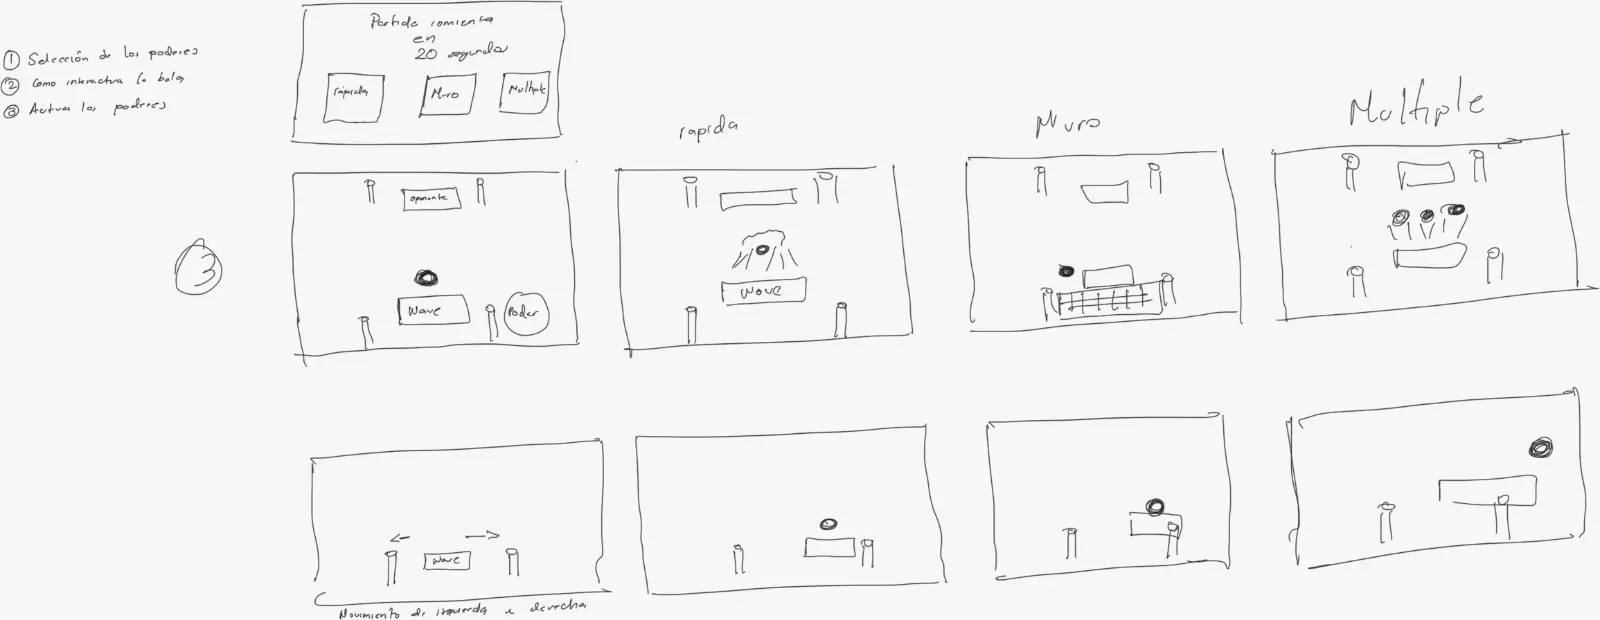 Partida comienza
en
20 segundos
① Selección de los poderes
② Como interactua la bola
③ Activar los poderes
rapida
Muro
Multiple
rapida
Muro
Multiple
oponente
wave
Poder
wave
3
wave
Movimiento de izquierda a derecha